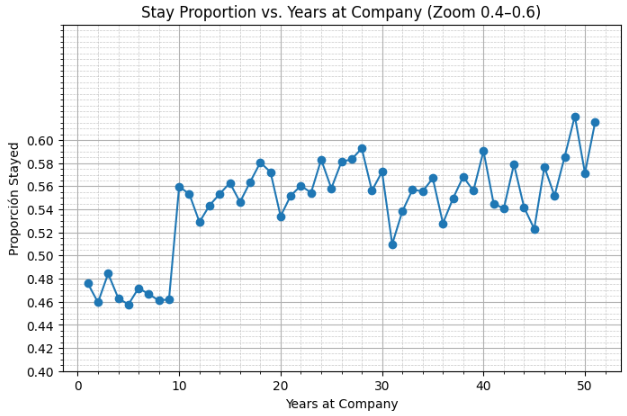 Stay Proportion vs. Years at Company (Zoom 0.4–0.6)
Proporción Stayed
0.60
0.58
0.56
0.54
0.52
0.50
0.48
0.46
0.44
0.42
0.40
0 10 20 30 40 50
Years at Company